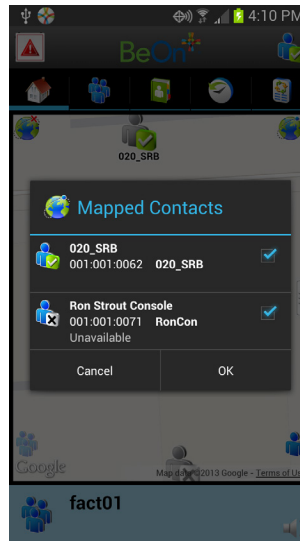 4:10 PM
BeOn
020_SRB
Mapped Contacts
020_SRB
001:001:0062 020_SRB
Ron Strout Console
001:001:0071 RonCon
Unavailable
Cancel OK
Google Map data ©2013 Google - Terms of Us
fact01